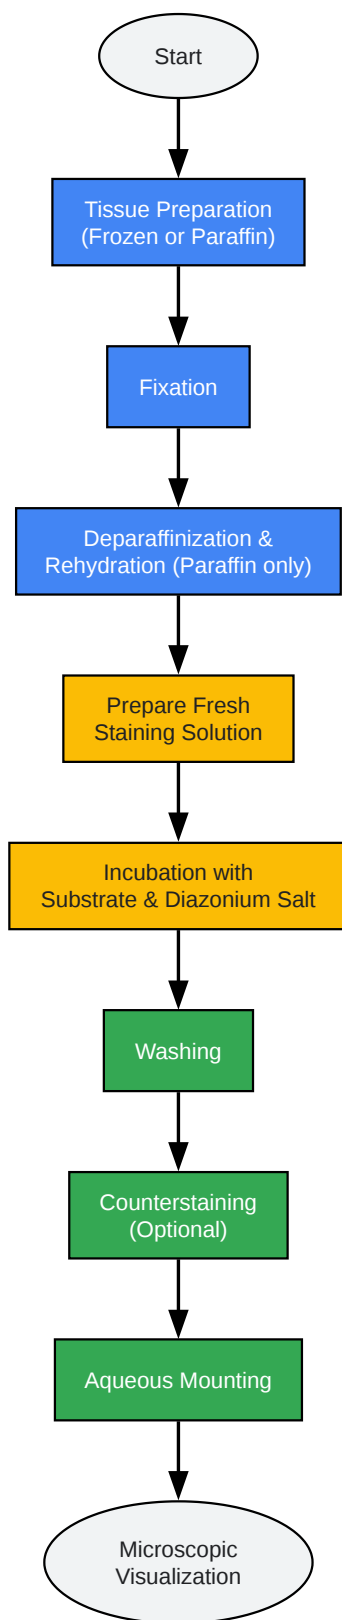 Start
Tissue Preparation
(Frozen or Paraffin)
Fixation
Deparaffinization &
Rehydration (Paraffin only)
Prepare Fresh
Staining Solution
Incubation with
Substrate & Diazonium Salt
Washing
Counterstaining
(Optional)
Aqueous Mounting
Microscopic
Visualization